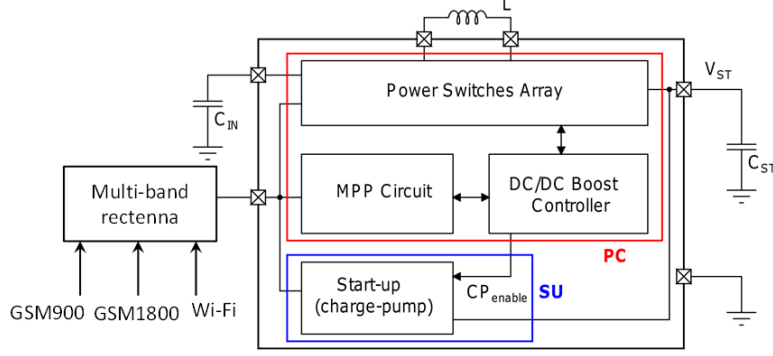 L
Power Switches Array
V_ST
C_IN
C_ST
Multi-band
rectenna
MPP Circuit
DC/DC Boost
Controller
PC
Start-up
(charge-pump)
CP_enable
SU
GSM900 GSM1800 Wi-Fi